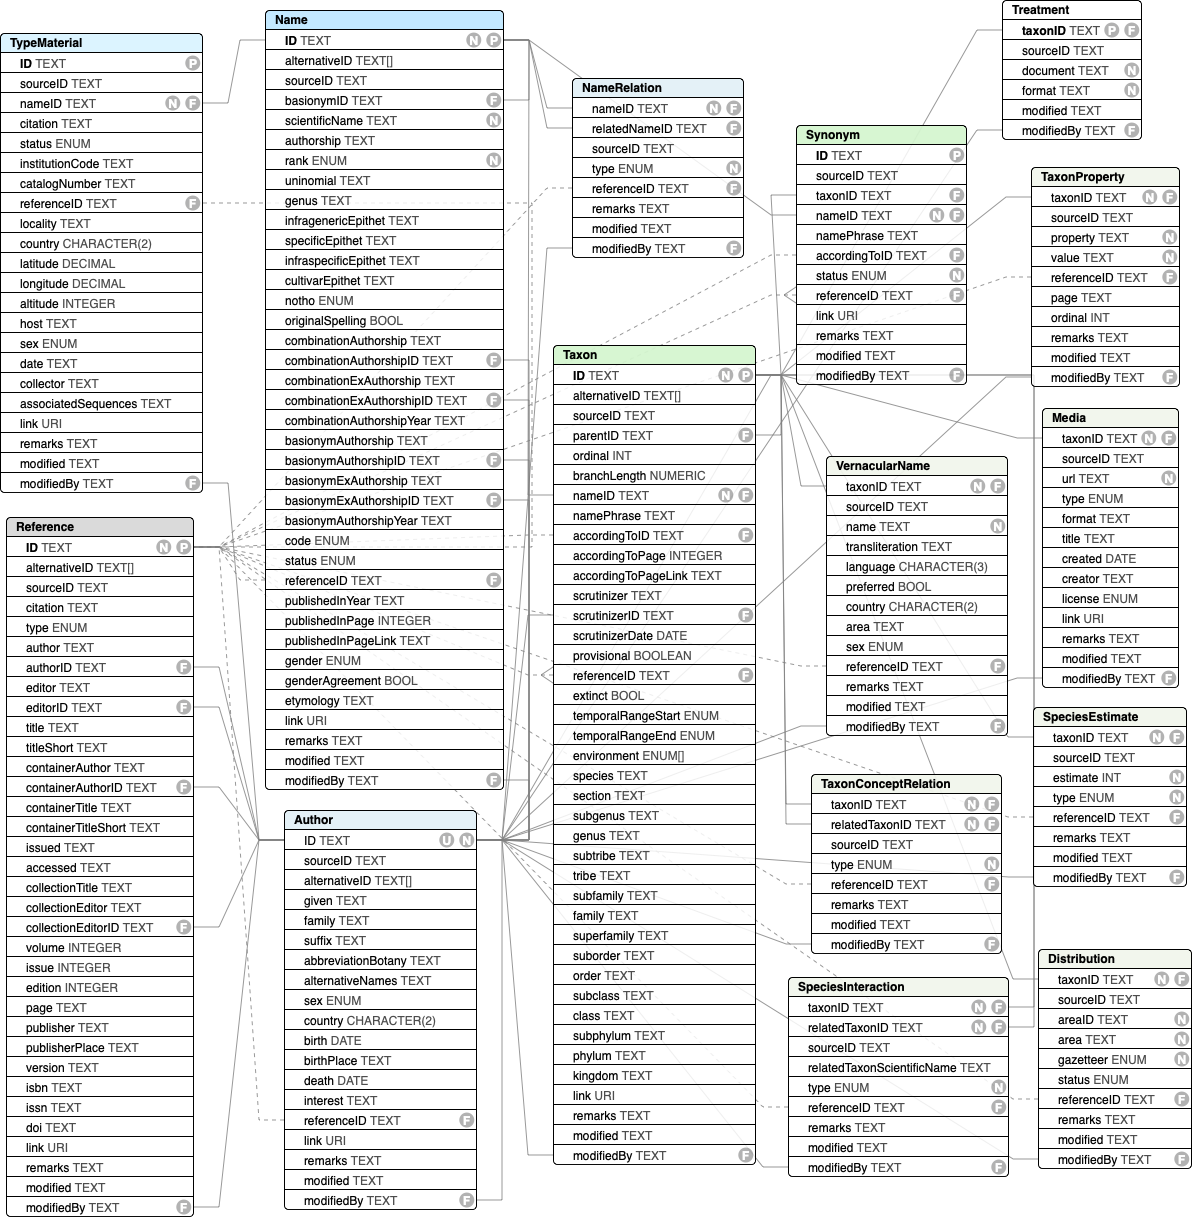 TypeMaterial
ID TEXT P
sourceID TEXT
nameID TEXT N F
citation TEXT
status ENUM
institutionCode TEXT
catalogNumber TEXT
referenceID TEXT F
locality TEXT
country CHARACTER(2)
latitude DECIMAL
longitude DECIMAL
altitude INTEGER
host TEXT
sex ENUM
date TEXT
collector TEXT
associatedSequences TEXT
link URI
remarks TEXT
modified TEXT
modifiedBy TEXT F
Reference
ID TEXT N P
alternativeID TEXT[]
sourceID TEXT
citation TEXT
type ENUM
author TEXT
authorID TEXT F
editor TEXT
editorID TEXT F
title TEXT
titleShort TEXT
containerAuthor TEXT
containerAuthorID TEXT F
containerTitle TEXT
containerTitleShort TEXT
issued TEXT
accessed TEXT
collectionTitle TEXT
collectionEditor TEXT
collectionEditorID TEXT F
volume INTEGER
issue INTEGER
edition INTEGER
page TEXT
publisher TEXT
publisherPlace TEXT
version TEXT
isbn TEXT
issn TEXT
doi TEXT
link URI
remarks TEXT
modified TEXT
modifiedBy TEXT F
Name
ID TEXT N P
alternativeID TEXT[]
sourceID TEXT
basionymID TEXT F
scientificName TEXT N
authorship TEXT
rank ENUM N
uninomial TEXT
genus TEXT
infragenericEpithet TEXT
specificEpithet TEXT
infraspecificEpithet TEXT
cultivarEpithet TEXT
notho ENUM
originalSpelling BOOL
combinationAuthorship TEXT
combinationAuthorshipID TEXT F
combinationExAuthorship TEXT
combinationExAuthorshipID TEXT F
combinationAuthorshipYear TEXT
basionymAuthorship TEXT
basionymAuthorshipID TEXT F
basionymExAuthorship TEXT
basionymExAuthorshipID TEXT F
basionymAuthorshipYear TEXT
code ENUM
status ENUM
referenceID TEXT F
publishedInYear TEXT
publishedInPage INTEGER
publishedInPageLink TEXT
gender ENUM
genderAgreement BOOL
etymology TEXT
link URI
remarks TEXT
modified TEXT
modifiedBy TEXT F
Author
ID TEXT U N
sourceID TEXT
alternativeID TEXT[]
given TEXT
family TEXT
suffix TEXT
abbreviationBotany TEXT
alternativeNames TEXT
sex ENUM
country CHARACTER(2)
birth DATE
birthPlace TEXT
death DATE
interest TEXT
referenceID TEXT F
link URI
remarks TEXT
modified TEXT
modifiedBy TEXT F
NameRelation
nameID TEXT N F
relatedNameID TEXT F
sourceID TEXT
type ENUM N
referenceID TEXT F
remarks TEXT
modified TEXT
modifiedBy TEXT F
Taxon
ID TEXT N P
alternativeID TEXT[]
sourceID TEXT
parentID TEXT F
ordinal INT
branchLength NUMERIC
nameID TEXT N F
namePhrase TEXT
accordingToID TEXT F
accordingToPage INTEGER
accordingToPageLink TEXT
scrutinizer TEXT
scrutinizerID TEXT F
scrutinizerDate DATE
provisional BOOLEAN
referenceID TEXT F
extinct BOOL
temporalRangeStart ENUM
temporalRangeEnd ENUM
environment ENUM[]
species TEXT
section TEXT
subgenus TEXT
genus TEXT
subtribe TEXT
tribe TEXT
subfamily TEXT
family TEXT
superfamily TEXT
suborder TEXT
order TEXT
subclass TEXT
class TEXT
subphylum TEXT
phylum TEXT
kingdom TEXT
link URI
remarks TEXT
modified TEXT
modifiedBy TEXT F
Synonym
ID TEXT P
sourceID TEXT
taxonID TEXT F
nameID TEXT N F
namePhrase TEXT
accordingToID TEXT F
status ENUM N
referenceID TEXT F
link URI
remarks TEXT
modified TEXT
modifiedBy TEXT F
VernacularName
taxonID TEXT N F
sourceID TEXT
name TEXT N
transliteration TEXT
language CHARACTER(3)
preferred BOOL
country CHARACTER(2)
area TEXT
sex ENUM
referenceID TEXT F
remarks TEXT
modified TEXT
modifiedBy TEXT F
TaxonConceptRelation
taxonID TEXT N F
relatedTaxonID TEXT N F
sourceID TEXT
type ENUM N
referenceID TEXT F
remarks TEXT
modified TEXT
modifiedBy TEXT F
SpeciesInteraction
taxonID TEXT N F
relatedTaxonID TEXT N F
sourceID TEXT
relatedTaxonScientificName TEXT
type ENUM N
referenceID TEXT F
remarks TEXT
modified TEXT
modifiedBy TEXT F
Treatment
taxonID TEXT P F
sourceID TEXT
document TEXT N
format TEXT N
modified TEXT
modifiedBy TEXT F
TaxonProperty
taxonID TEXT N F
sourceID TEXT
property TEXT N
value TEXT N
referenceID TEXT F
page TEXT
ordinal INT
remarks TEXT
modified TEXT
modifiedBy TEXT F
Media
taxonID TEXT N F
sourceID TEXT
url TEXT N
type ENUM
format TEXT
title TEXT
created DATE
creator TEXT
license ENUM
link URI
remarks TEXT
modified TEXT
modifiedBy TEXT F
SpeciesEstimate
taxonID TEXT N F
sourceID TEXT
estimate INT N
type ENUM N
referenceID TEXT F
remarks TEXT
modified TEXT
modifiedBy TEXT F
Distribution
taxonID TEXT N F
sourceID TEXT
areaID TEXT N
area TEXT N
gazetteer ENUM N
status ENUM
referenceID TEXT F
remarks TEXT
modified TEXT
modifiedBy TEXT F